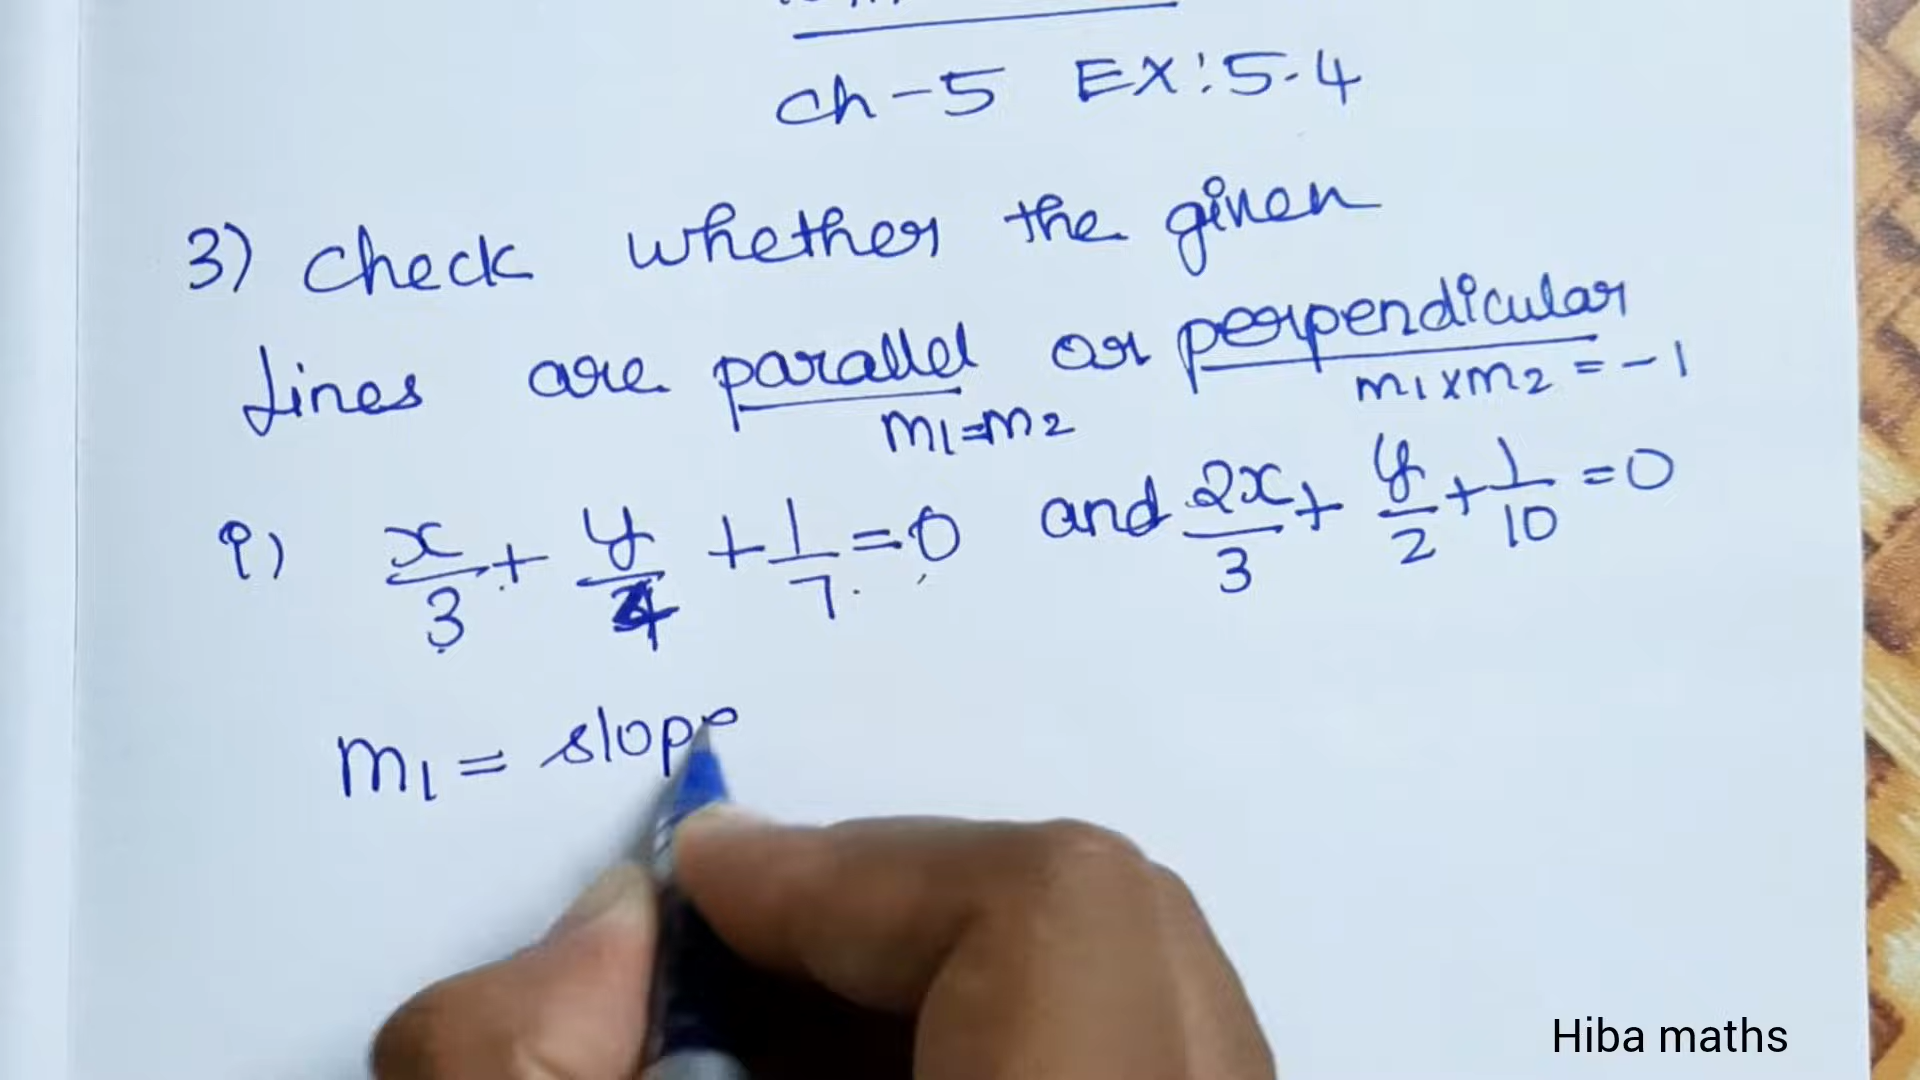 ch-5 EX:5.4
3) check whether the given
lines are parallel or perpendicular
m1=m2 m1xm2=-1
i) x/3 + y/4 + 1/7 = 0 and 2x/3 + y/2 + 1/10 = 0
m1 = slope
Hiba maths